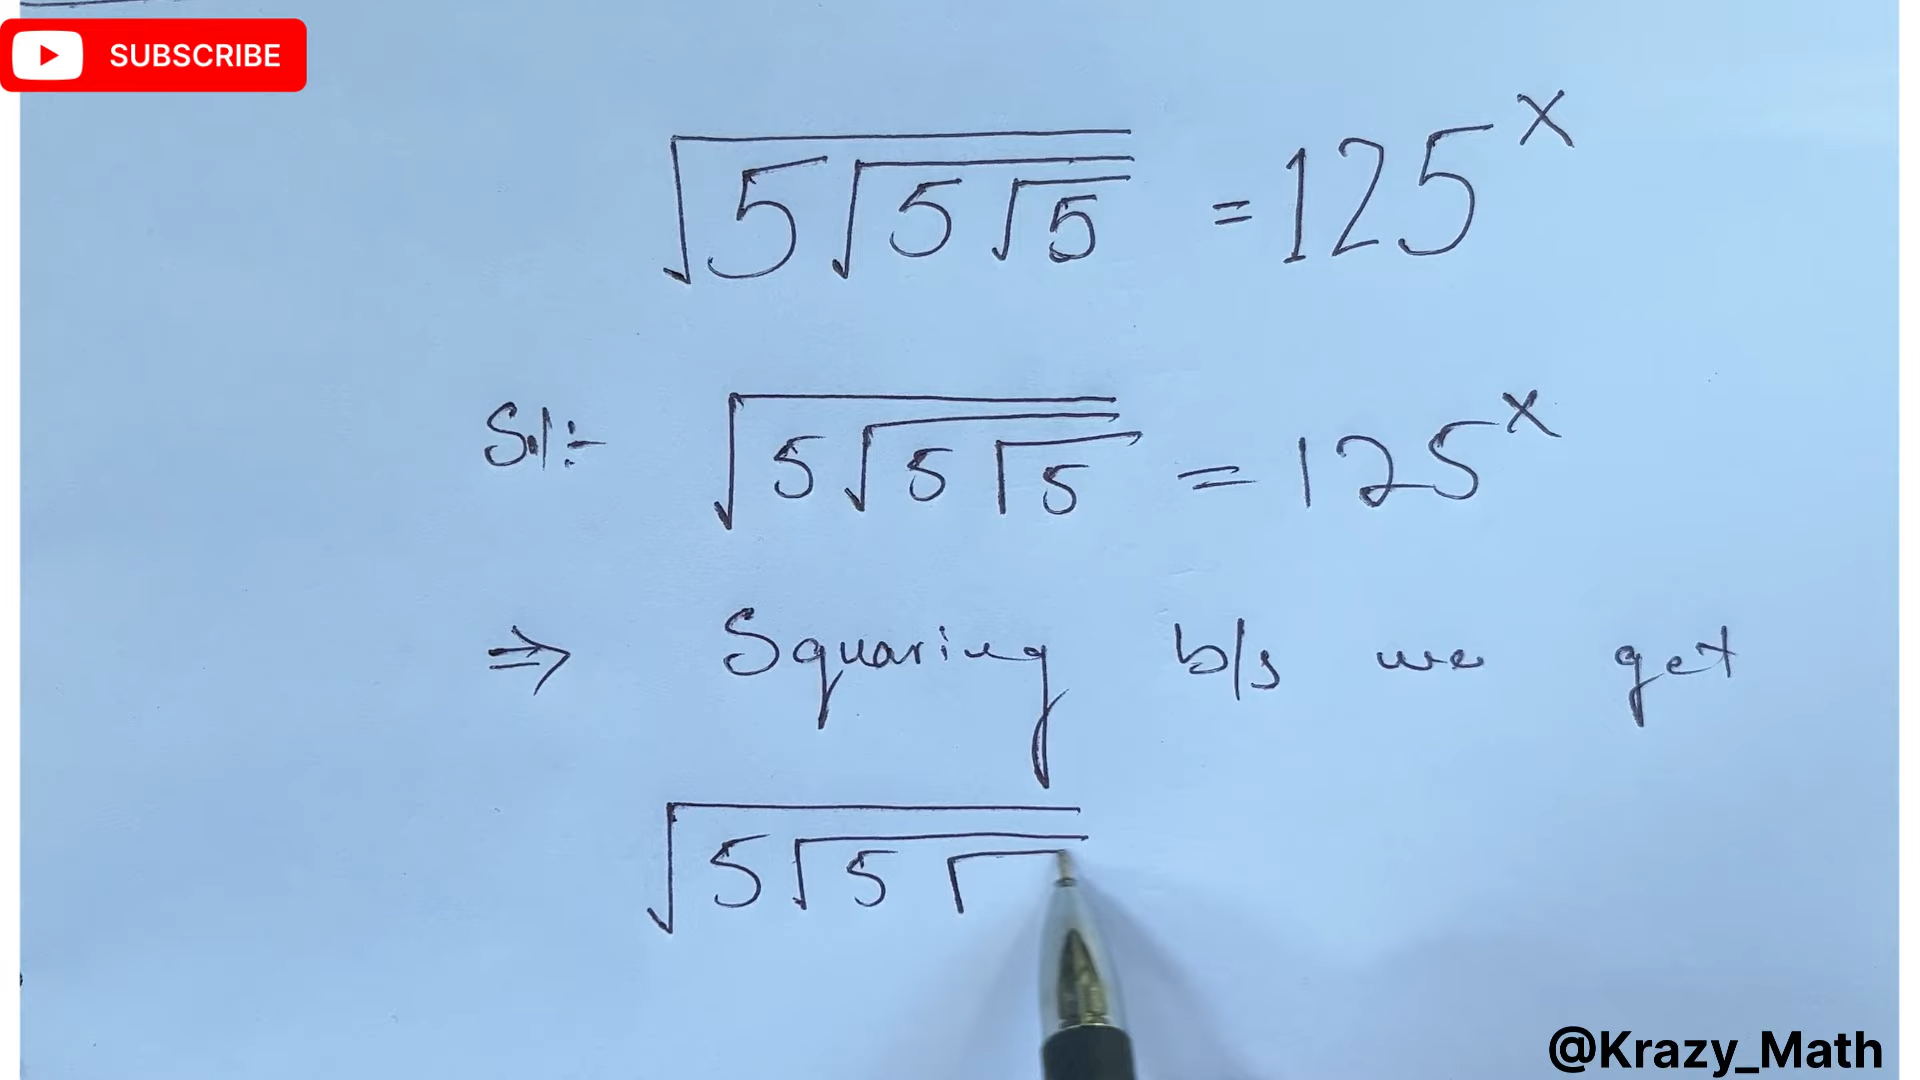 SUBSCRIBE
√5√5√5 = 125^x
Sol:- √5√5√5 = 125^x
⇒ Squaring b/s we get
√5√5√
@Krazy_Math